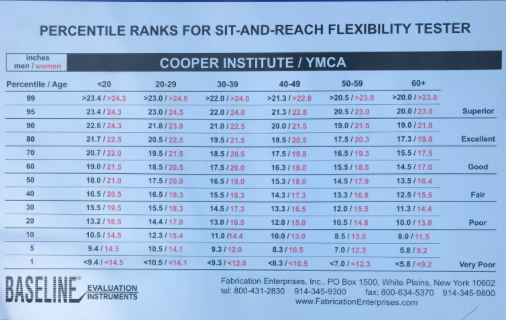 PERCENTILE RANKS FOR SIT-AND-REACH FLEXIBILITY TESTER
inches
men / women
COOPER INSTITUTE / YMCA
Percentile / Age <20 20-29 30-39 40-49 50-59 60+
99 >23.4 / >24.3 >23.0 / >24.5 >22.0 / >24.0 >21.3 / >22.8 >20.5 / >23.0 >20.0 / >23.0
95 23.4 / 24.3 23.0 / 24.5 22.0 / 24.0 21.3 / 22.8 20.5 / 23.0 20.0 / 23.0 Superior
90 22.6 / 24.3 21.8 / 23.8 21.0 / 22.5 20.0 / 21.5 19.0 / 21.5 19.0 / 21.8
80 21.7 / 22.5 20.5 / 22.5 19.5 / 21.5 18.5 / 20.5 17.5 / 20.3 17.3 / 19.0 Excellent
70 20.7 / 22.0 19.5 / 21.5 18.5 / 20.5 17.5 / 19.8 16.5 / 19.3 15.5 / 17.5
60 19.0 / 21.5 18.5 / 20.5 17.5 / 20.0 16.3 / 19.0 15.5 / 18.5 14.5 / 17.0 Good
50 18.0 / 21.0 17.5 / 20.0 16.5 / 19.0 15.3 / 18.0 14.5 / 17.9 13.5 / 16.4
40 16.5 / 20.5 16.5 / 19.3 15.5 / 18.3 14.3 / 17.3 13.3 / 16.8 12.5 / 15.5 Fair
30 15.5 / 19.5 15.5 / 18.3 14.5 / 17.3 13.3 / 16.5 12.0 / 15.5 11.3 / 14.4
20 13.2 / 18.5 14.4 / 17.0 13.0 / 16.5 12.0 / 15.0 10.5 / 14.8 10.0 / 13.0 Poor
10 10.5 / 14.5 12.3 / 15.4 11.0 /14.4 10.0 / 13.0 8.5 / 13.0 8.0 / 11.5
5 9.4 / 14.5 10.5 / 14.1 9.3 / 12.0 8.3 / 10.5 7.0 / 12.3 5.8 / 9.2
1 <9.4 / <14.5 <10.5 / <14.1 <9.3 / <12.0 <8.3 / <10.5 <7.0 / <12.3 <5.8 / <9.2 Very Poor
BASELINE® EVALUATION INSTRUMENTS
Fabrication Enterprises, Inc., PO Box 1500, White Plains, New York 10602
tel: 800-431-2830 914-345-9300 fax: 800-634-5370 914-345-9800
www.FabricationEnterprises.com